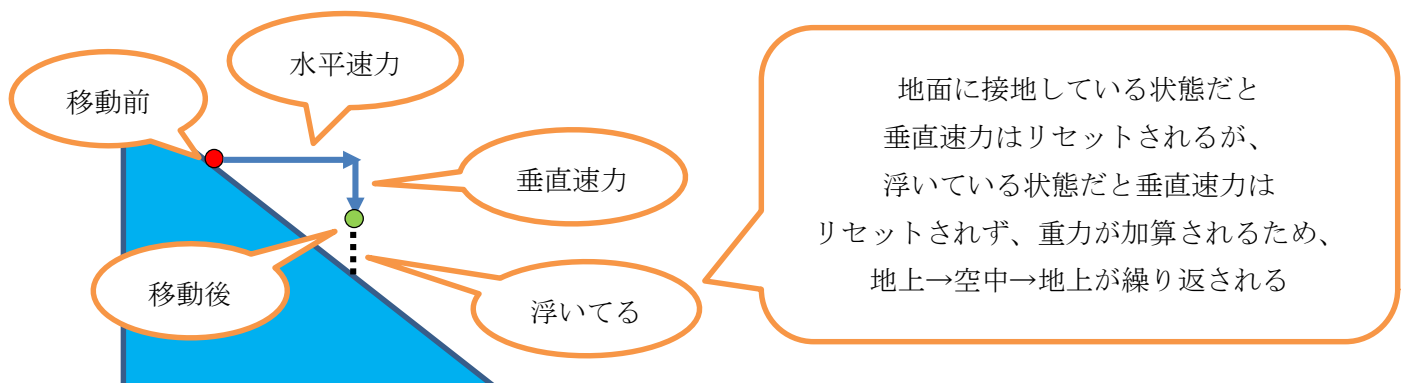 水平速力
移動前
垂直速力
移動後
浮いてる
地面に接地している状態だと
垂直速力はリセットされるが、
浮いている状態だと垂直速力は
リセットされず、重力が加算されるため、
地上→空中→地上が繰り返される